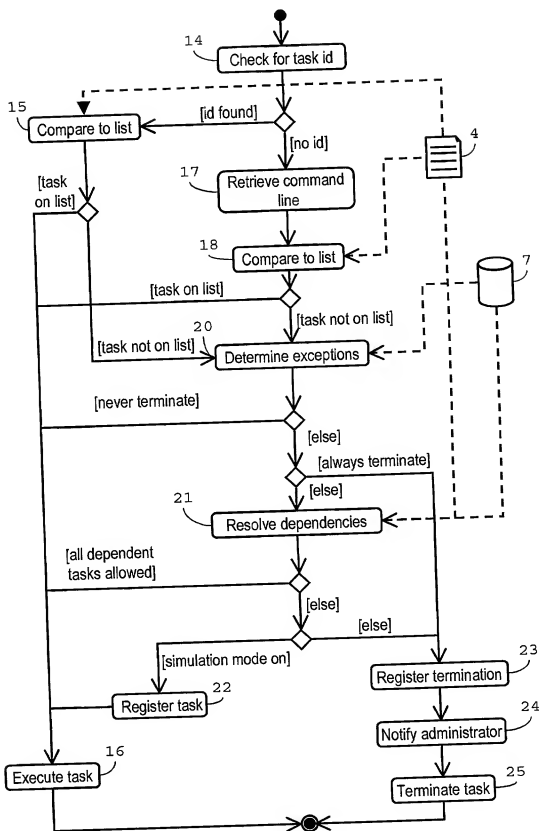 14
Check for task id
15
Compare to list
[id found]
[no id]
4
17
Retrieve command
line
[task
on list]
18
Compare to list
7
[task on list]
[task not on list]
20
[task not on list]
Determine exceptions
[never terminate]
[else]
[always terminate]
[else]
21
Resolve dependencies
[all dependent
tasks allowed]
[else]
[else]
[simulation mode on]
23
Register termination
22
Register task
24
Notify administrator
16
Execute task
25
Terminate task